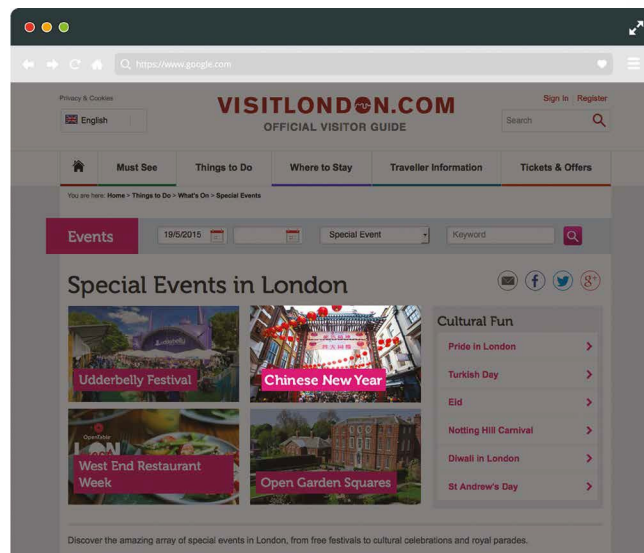 https://www.google.com
Privacy & Cookies
English
VISITLONDON.COM
OFFICIAL VISITOR GUIDE
Sign In Register
Search
Must See
Things to Do
Where to Stay
Traveller Information
Tickets & Offers
You are here: Home > Things to Do > What's On > Special Events
Events
19/5/2015
Special Event
Keyword
Special Events in London
Udderbelly
Udderbelly Festival
Chinese New Year
OpenTable
West End Restaurant
Week
Open Garden Squares
Cultural Fun
Pride in London
Turkish Day
Eid
Notting Hill Carnival
Diwali in London
St Andrew's Day
Discover the amazing array of special events in London, from free festivals to cultural celebrations and royal parades.